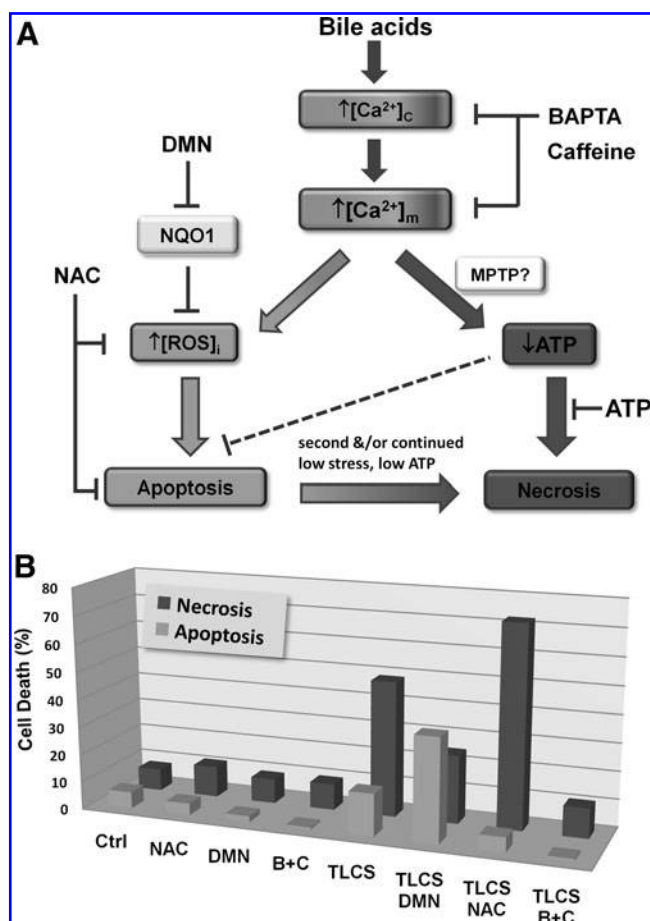 A
Bile acids
↑[Ca²⁺]c
BAPTA
Caffeine
DMN
↑[Ca²⁺]m
NQO1
NAC
MPTP?
↑[ROS]i
↓ATP
ATP
second &/or continued
low stress, low ATP
Apoptosis
Necrosis
B
80
70
60
50
40
30
20
10
0
Cell Death (%)
Necrosis
Apoptosis
Ctrl
NAC
DMN
B+C
TLCS
TLCS
DMN
TLCS
NAC
TLCS
B+C